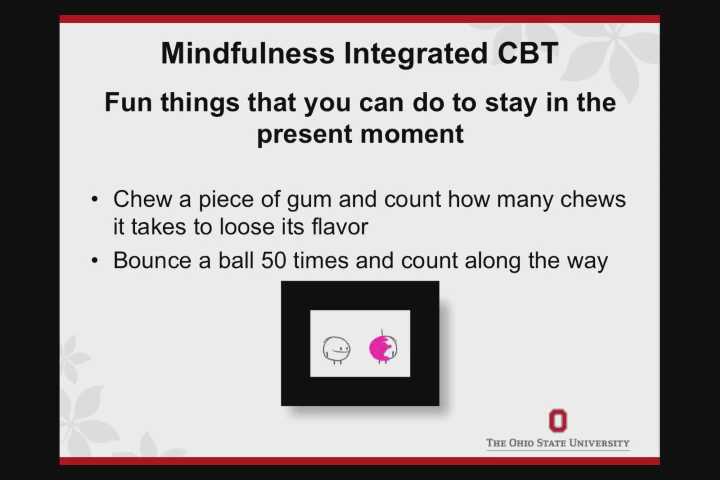 Mindfulness Integrated CBT
Fun things that you can do to stay in the
present moment
• Chew a piece of gum and count how many chews
it takes to loose its flavor
• Bounce a ball 50 times and count along the way
THE OHIO STATE UNIVERSITY